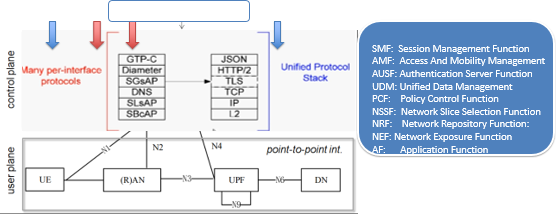 control plane
Many per-interface
protocols
GTP-C
Diameter
SGsAP
DNS
SLsAP
SBcAP
JSON
HTTP/2
TLS
TCP
IP
L2
Unified Protocol
Stack
user plane
N1
N2
N4
point-to-point int.
UE
(R)AN
N3
UPF
N6
DN
N9
SMF: Session Management Function
AMF: Access And Mobility Management
AUSF: Authentication Server Function
UDM: Unified Data Management
PCF: Policy Control Function
NSSF: Network Slice Selection Function
NRF: Network Repository Function:
NEF: Network Exposure Function
AF: Application Function